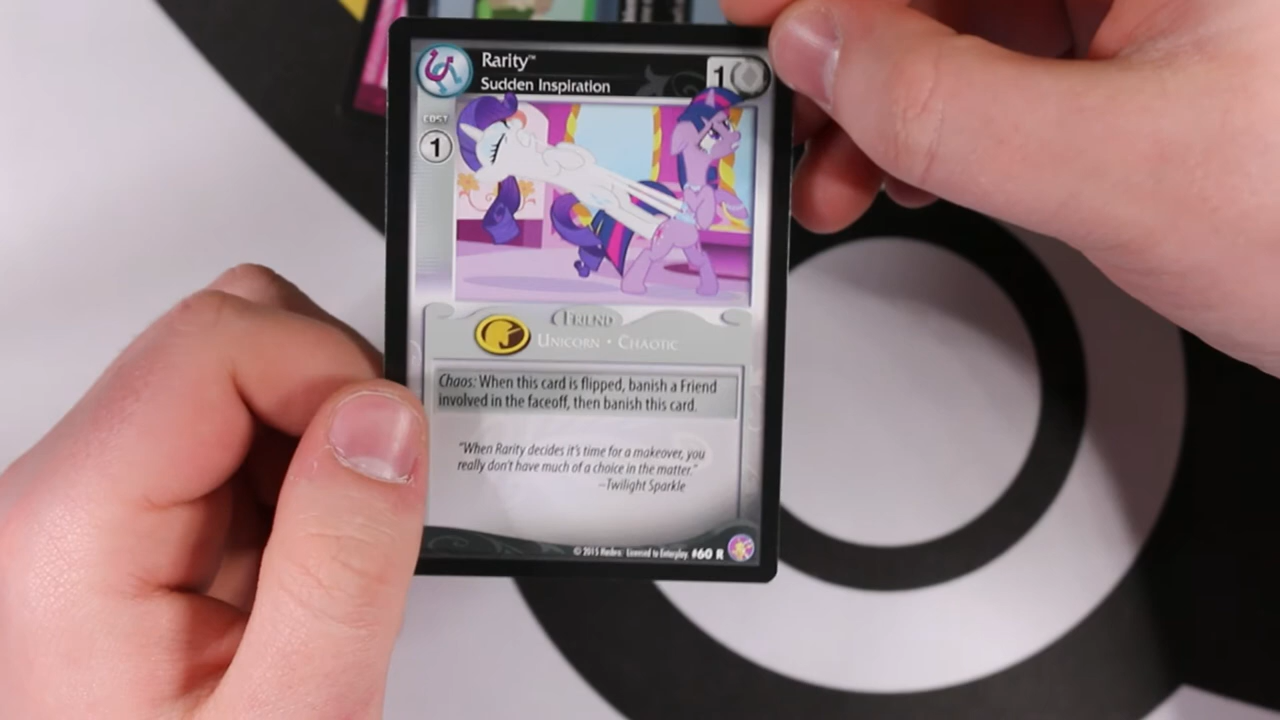 Rarity™
Sudden Inspiration
1
COST
1
FRIEND
UNICORN • CHAOTIC
Chaos: When this card is flipped, banish a Friend
involved in the faceoff, then banish this card.
"When Rarity decides it's time for a makeover, you
really don't have much of a choice in the matter."
–Twilight Sparkle
© 2015 Hasbro. Licensed to Enterplay. #60 R